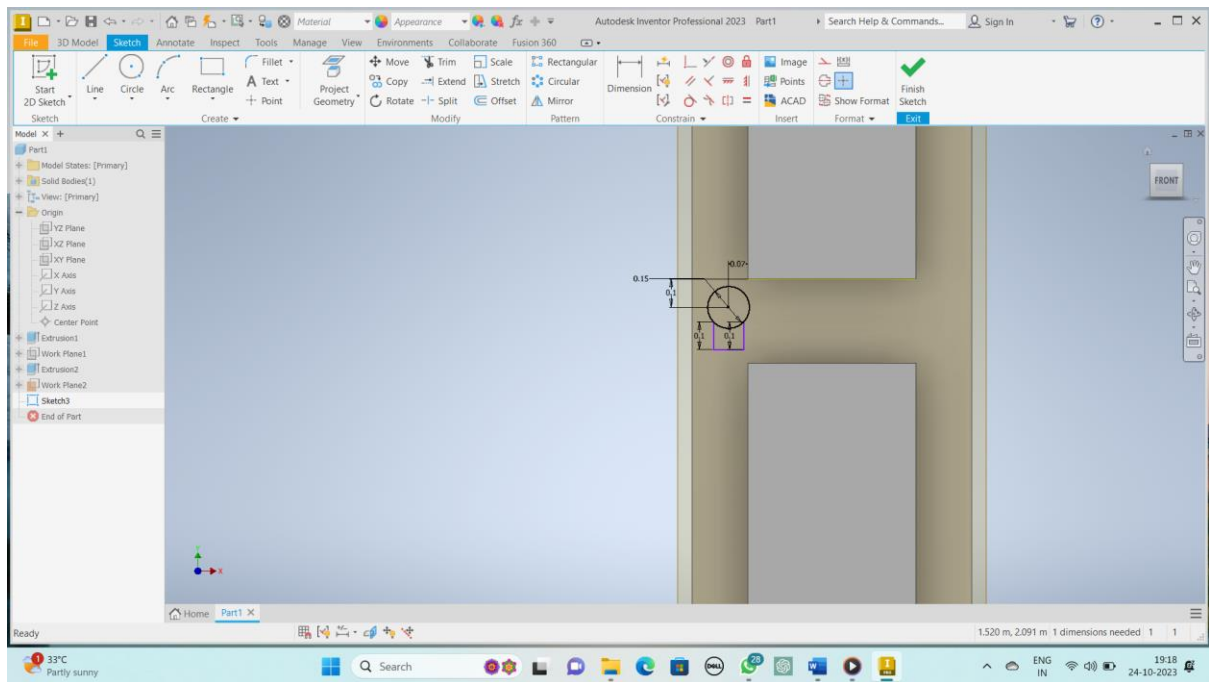 Material Appearance Autodesk Inventor Professional 2023 Part1 Search Help & Commands... Sign In
File 3D Model Sketch Annotate Inspect Tools Manage View Environments Collaborate Fusion 360
Start 2D Sketch
Line Circle Arc Rectangle
Fillet
A Text
Point
Project Geometry
Move Trim Scale
Copy Extend Stretch
Rotate Split Offset
Rectangular
Circular
Mirror
Dimension
Image
Points
ACAD
Show Format
Finish Sketch
Sketch Create Modify Pattern Constrain Insert Format Exit
Model
Part1
Model States: [Primary]
Solid Bodies(1)
View: [Primary]
Origin
YZ Plane
XZ Plane
XY Plane
X Axis
Y Axis
Z Axis
Center Point
Extrusion1
Work Plane1
Extrusion2
Work Plane2
Sketch3
End of Part
FRONT
0.07
0.15
0,1
0,1 0,1
Y
X
Home Part1
Ready 1.520 m, 2.091 m 1 dimensions needed 1 1
1
33°C
Partly sunny
Search
DELL
28
ENG
IN
19:18
24-10-2023